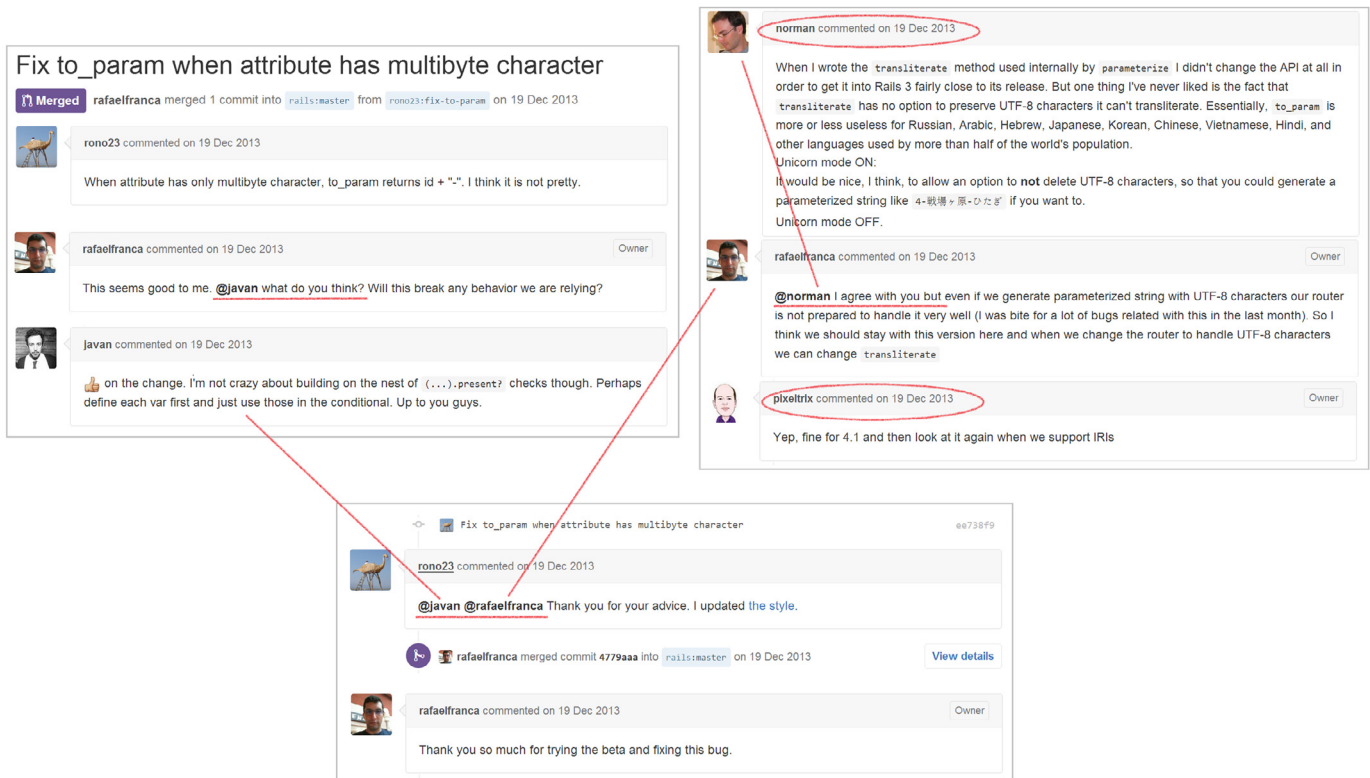 Fix to_param when attribute has multibyte character
Merged rafaelfranca merged 1 commit into rails:master from rono23:fix-to-param on 19 Dec 2013
rono23 commented on 19 Dec 2013
When attribute has only multibyte character, to_param returns id + "-". I think it is not pretty.
rafaelfranca commented on 19 Dec 2013 Owner
This seems good to me. @javan what do you think? Will this break any behavior we are relying?
javan commented on 19 Dec 2013
👍 on the change. I'm not crazy about building on the nest of (...).present? checks though. Perhaps
define each var first and just use those in the conditional. Up to you guys.
norman commented on 19 Dec 2013
When I wrote the transliterate method used internally by parameterize I didn't change the API at all in
order to get it into Rails 3 fairly close to its release. But one thing I've never liked is the fact that
transliterate has no option to preserve UTF-8 characters it can't transliterate. Essentially, to_param is
more or less useless for Russian, Arabic, Hebrew, Japanese, Korean, Chinese, Vietnamese, Hindi, and
other languages used by more than half of the world's population.
Unicorn mode ON:
It would be nice, I think, to allow an option to not delete UTF-8 characters, so that you could generate a
parameterized string like 4-戦場ヶ原-ひたぎ if you want to.
Unicorn mode OFF.
rafaelfranca commented on 19 Dec 2013 Owner
@norman I agree with you but even if we generate parameterized string with UTF-8 characters our router
is not prepared to handle it very well (I was bite for a lot of bugs related with this in the last month). So I
think we should stay with this version here and when we change the router to handle UTF-8 characters
we can change transliterate
pixeltrix commented on 19 Dec 2013 Owner
Yep, fine for 4.1 and then look at it again when we support IRIs
Fix to_param when attribute has multibyte character ee738f9
rono23 commented on 19 Dec 2013
@javan @rafaelfranca Thank you for your advice. I updated the style.
rafaelfranca merged commit 4779aaa into rails:master on 19 Dec 2013 View details
rafaelfranca commented on 19 Dec 2013 Owner
Thank you so much for trying the beta and fixing this bug.